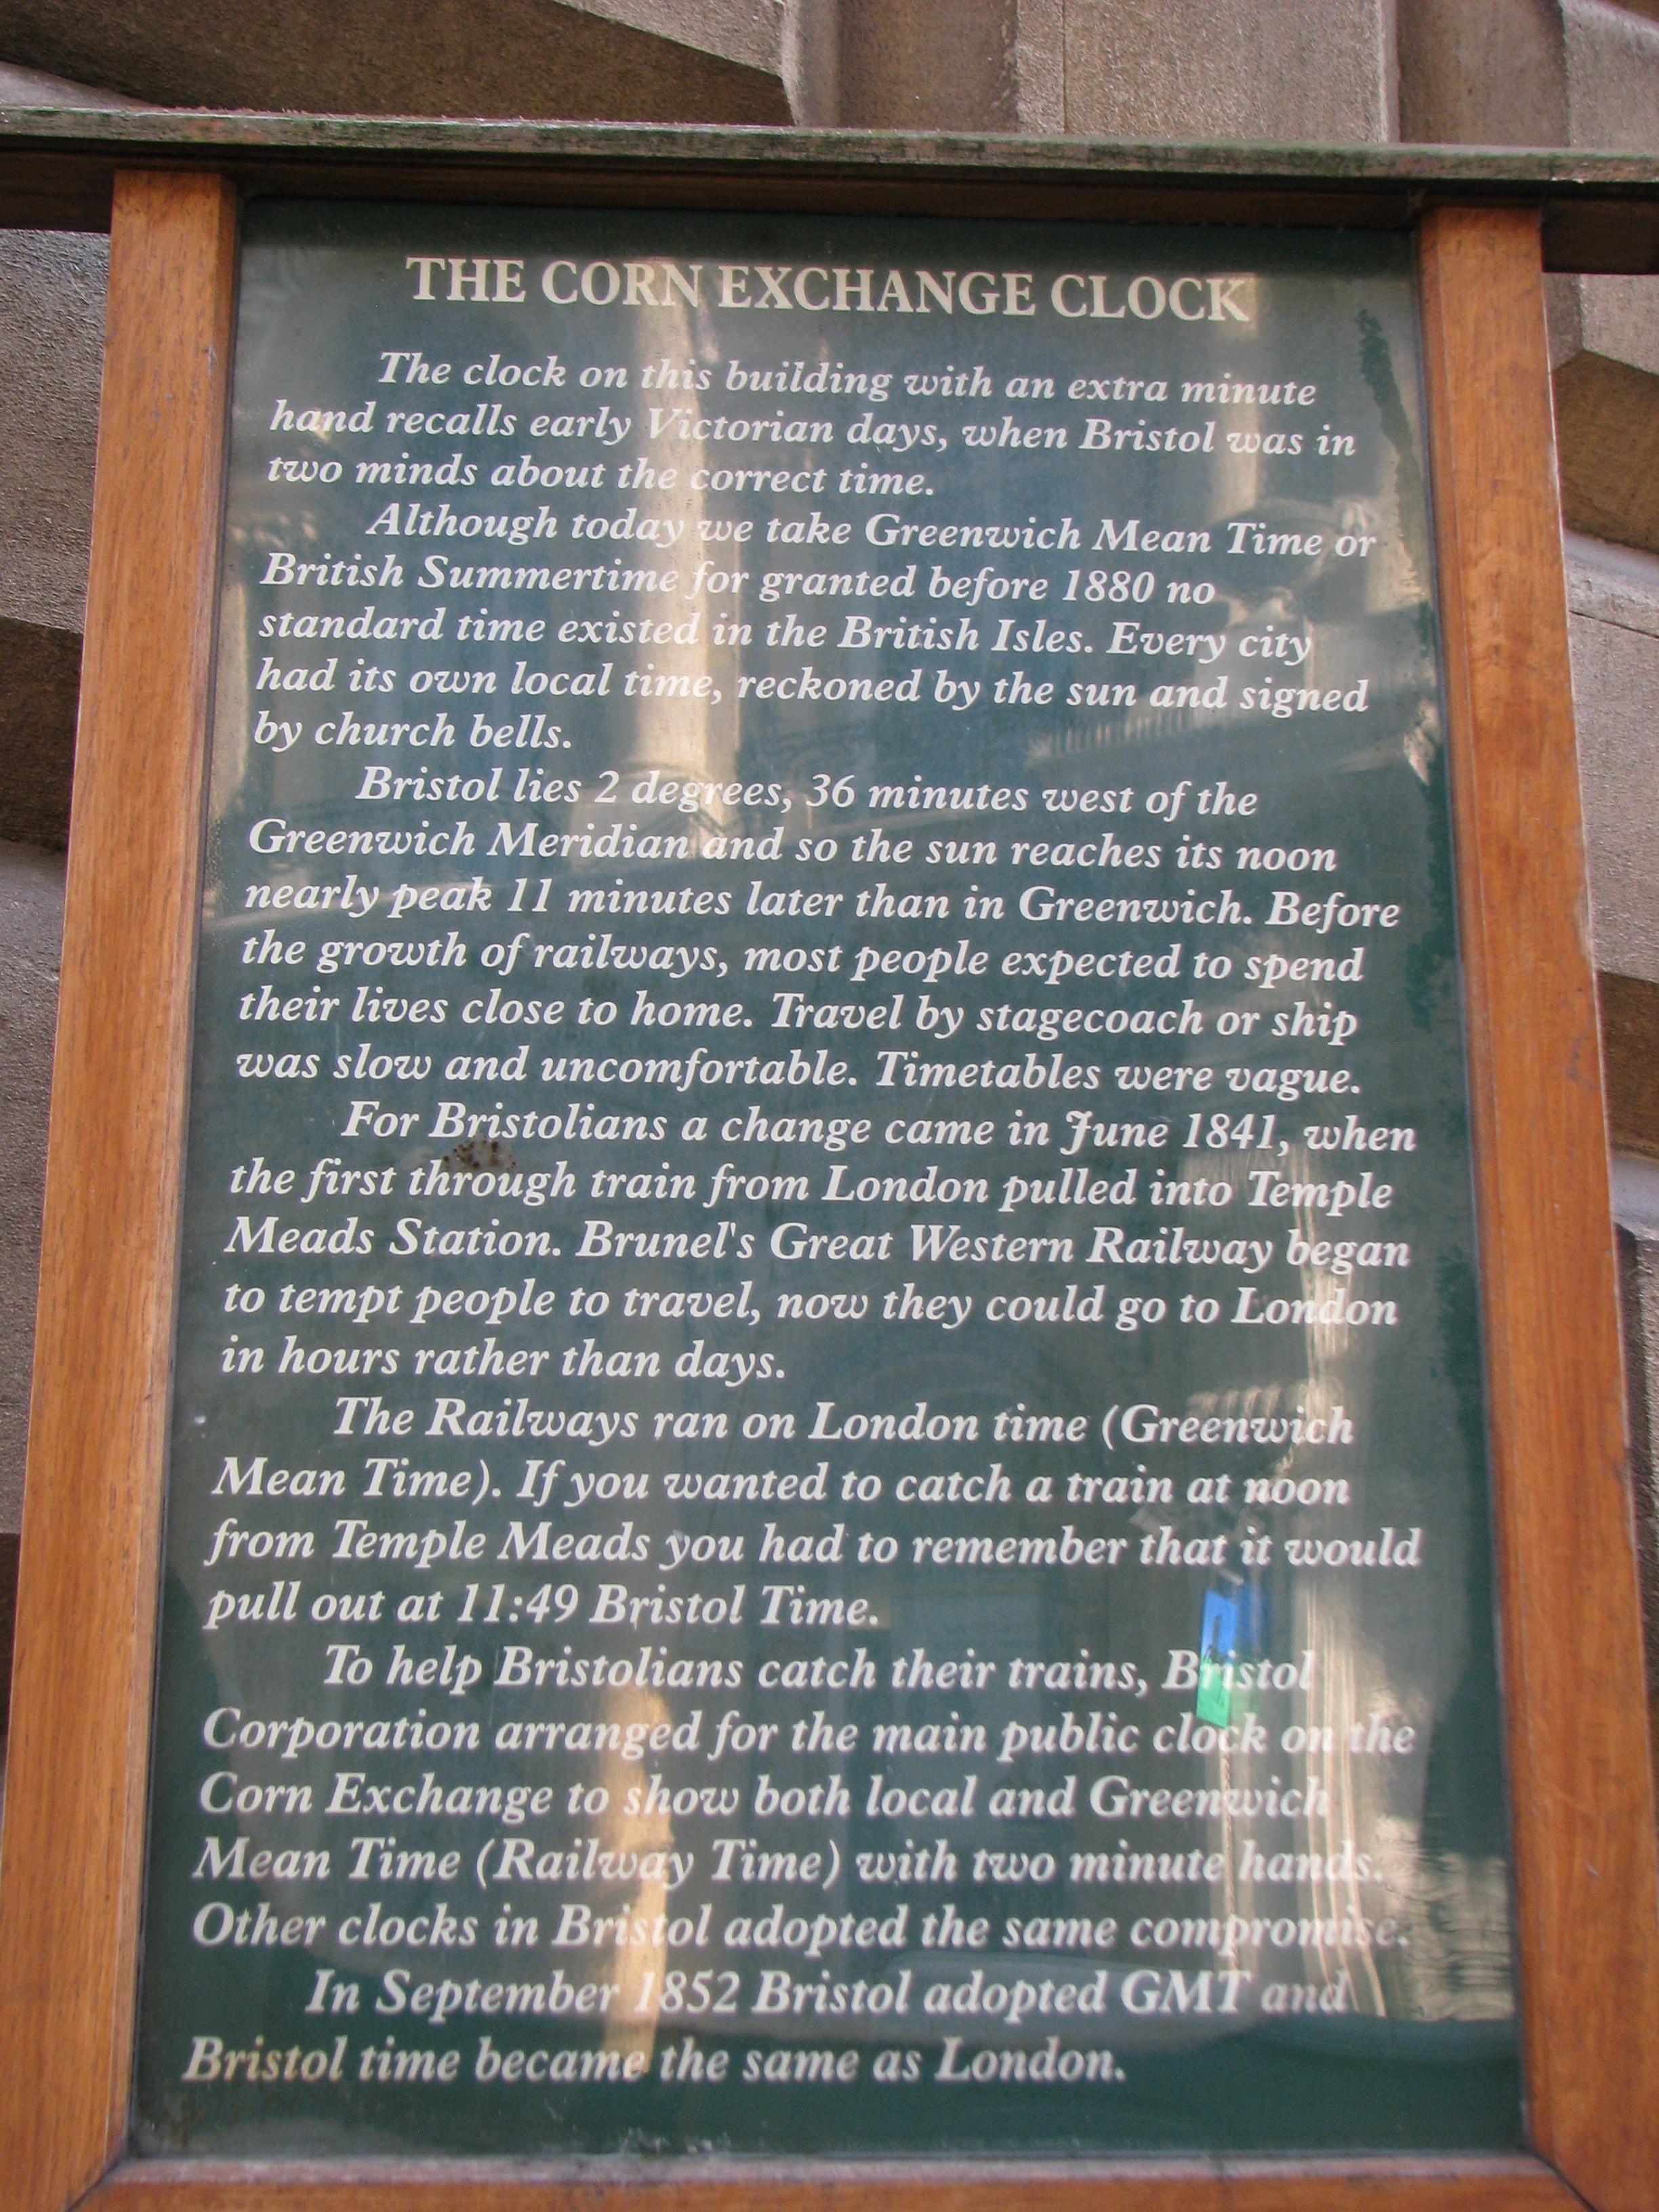 THE CORN EXCHANGE CLOCK
The clock on this building with an extra minute
hand recalls early Victorian days, when Bristol was in
two minds about the correct time.
Although today we take Greenwich Mean Time or
British Summertime for granted before 1880 no
standard time existed in the British Isles. Every city
had its own local time, reckoned by the sun and signed
by church bells.
Bristol lies 2 degrees, 36 minutes west of the
Greenwich Meridian and so the sun reaches its noon
nearly peak 11 minutes later than in Greenwich. Before
the growth of railways, most people expected to spend
their lives close to home. Travel by stagecoach or ship
was slow and uncomfortable. Timetables were vague.
For Bristolians a change came in June 1841, when
the first through train from London pulled into Temple
Meads Station. Brunel's Great Western Railway began
to tempt people to travel, now they could go to London
in hours rather than days.
The Railways ran on London time (Greenwich
Mean Time). If you wanted to catch a train at noon
from Temple Meads you had to remember that it would
pull out at 11:49 Bristol Time.
To help Bristolians catch their trains, Bristol
Corporation arranged for the main public clock on the
Corn Exchange to show both local and Greenwich
Mean Time (Railway Time) with two minute hands.
Other clocks in Bristol adopted the same compromise.
In September 1852 Bristol adopted GMT and
Bristol time became the same as London.